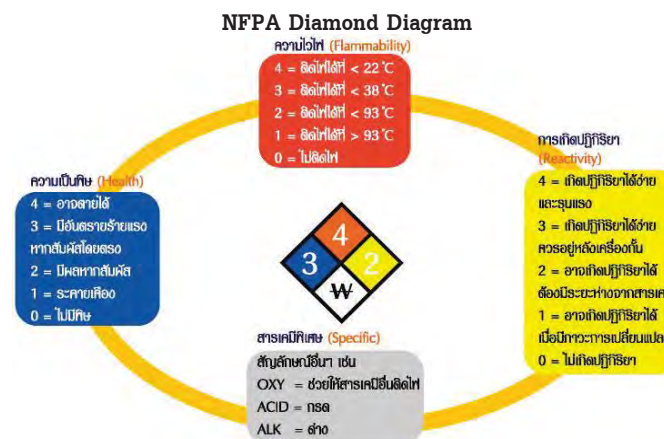 NFPA Diamond Diagram
ความไวไฟ (Flammability)
4 = ติดไฟได้ที่ < 22 ํC
3 = ติดไฟได้ที่ < 38 ํC
2 = ติดไฟได้ที่ < 93 ํC
1 = ติดไฟได้ที่ > 93 ํC
0 = ไม่ติดไฟ
ความเป็นพิษ (Health)
4 = อาจตายได้
3 = มีอันตรายร้ายแรง
หากสัมผัสโดยตรง
2 = มีผลหากสัมผัส
1 = ระคายเคือง
0 = ไม่มีพิษ
4
3
2
W
การเกิดปฏิกิริยา
(Reactivity)
4 = เกิดปฏิกิริยาได้ง่าย
และรุนแรง
3 = เกิดปฏิกิริยาได้ง่าย
ควรอยู่หลังเครื่องกั้น
2 = อาจเกิดปฏิกิริยาได้
ต้องมีระยะห่างจากสารเค
1 = อาจเกิดปฏิกิริยาได้
เมื่อมีภาวะการเปลี่ยนแปล
0 = ไม่เกิดปฏิกิริยา
สารเคมีพิเศษ (Specific)
สัญลักษณ์อื่นๆ เช่น
OXY = ช่วยให้สารเคมีอื่นติดไฟ
ACID = กรด
ALK = ด่าง